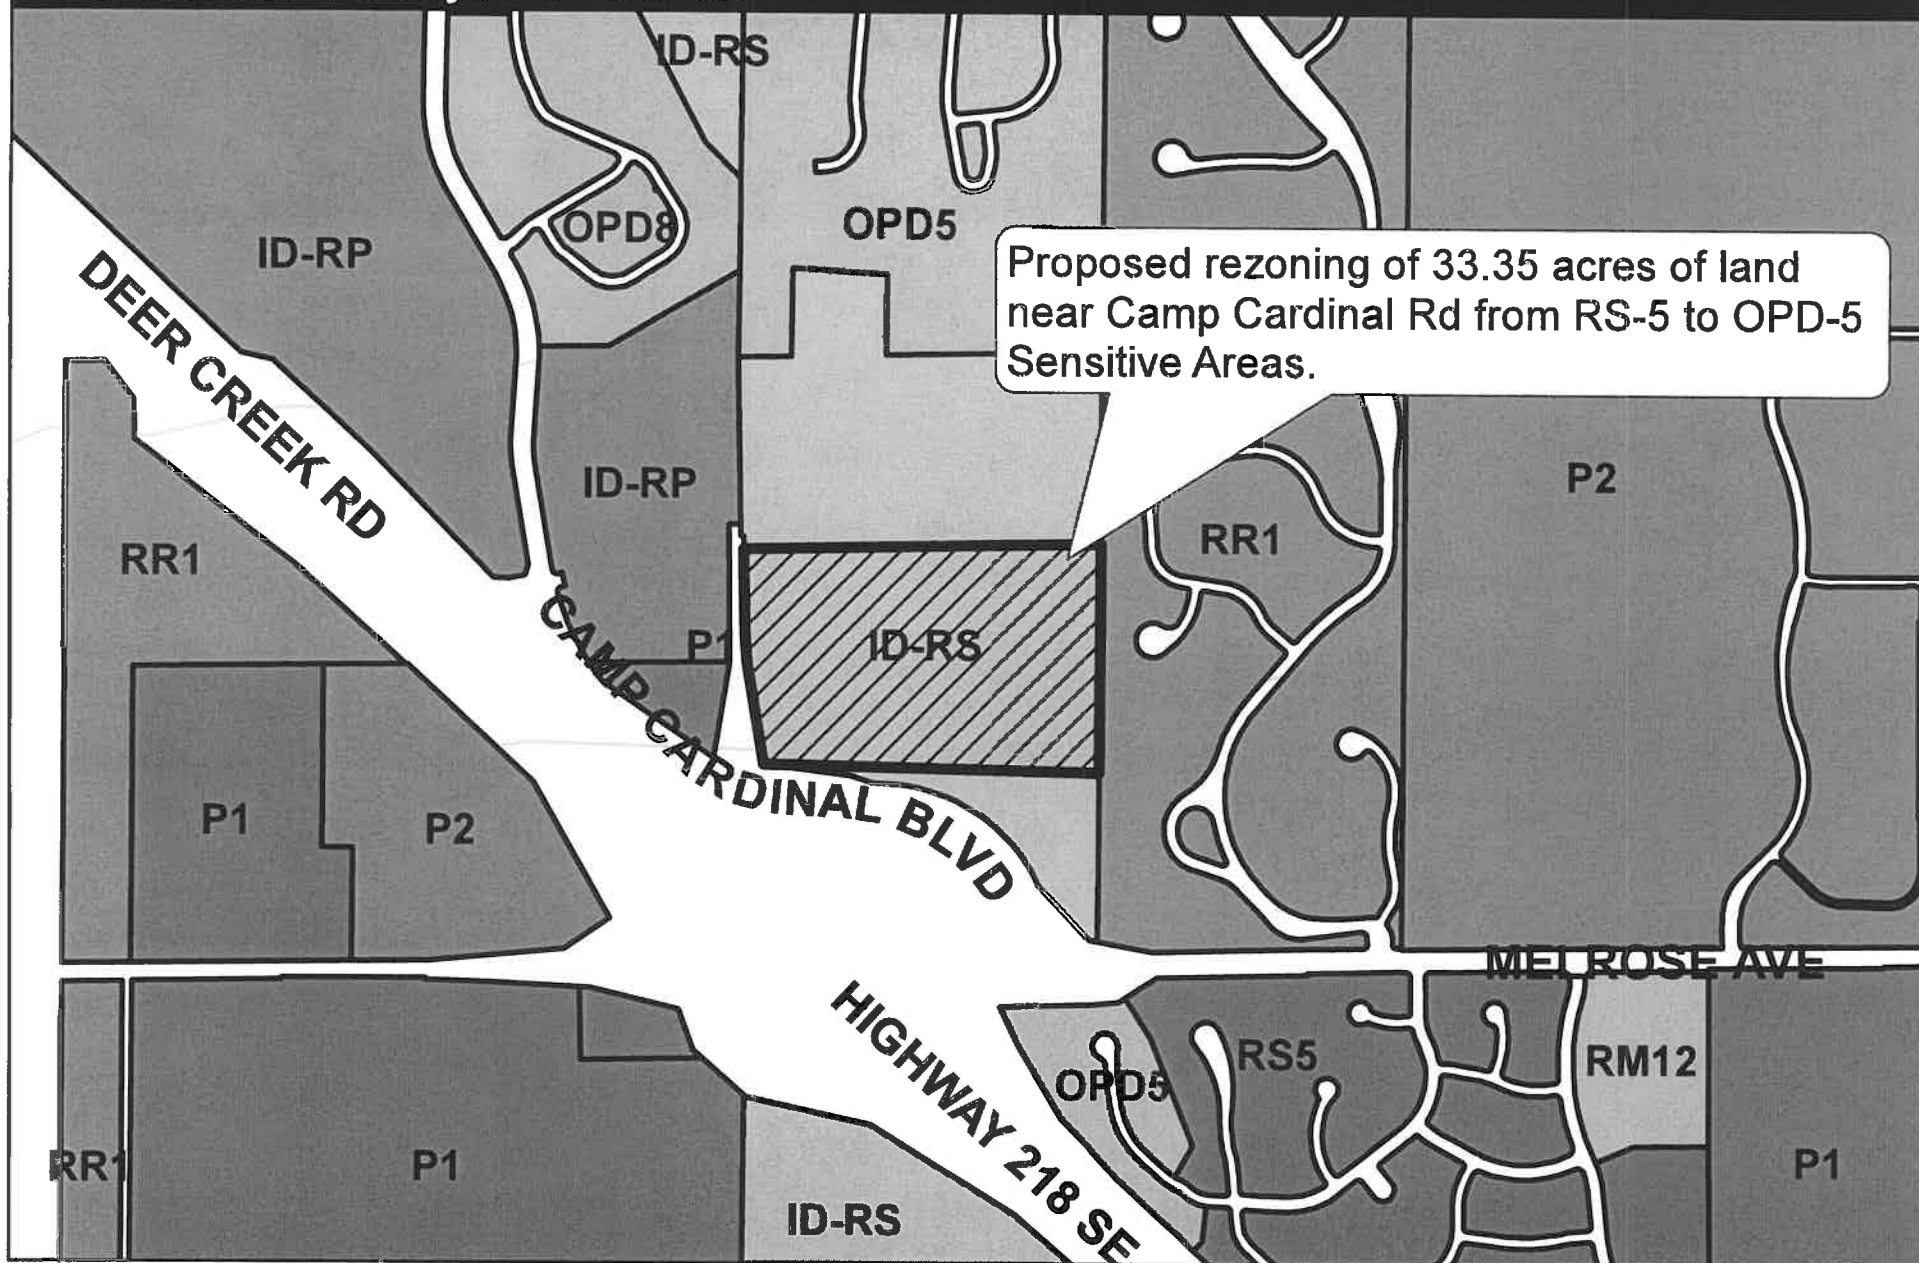 ID-RS
OPD8
OPD5
ID-RP
Proposed rezoning of 33.35 acres of land
near Camp Cardinal Rd from RS-5 to OPD-5
Sensitive Areas.
DEER CREEK RD
ID-RP
P2
RR1
RR1
CAMP CARDINAL BLVD
P1
ID-RS
P1
P2
MELROSE AVE
HIGHWAY 218 SE
OPD5
RS5
RM12
RR1
P1
P1
ID-RS